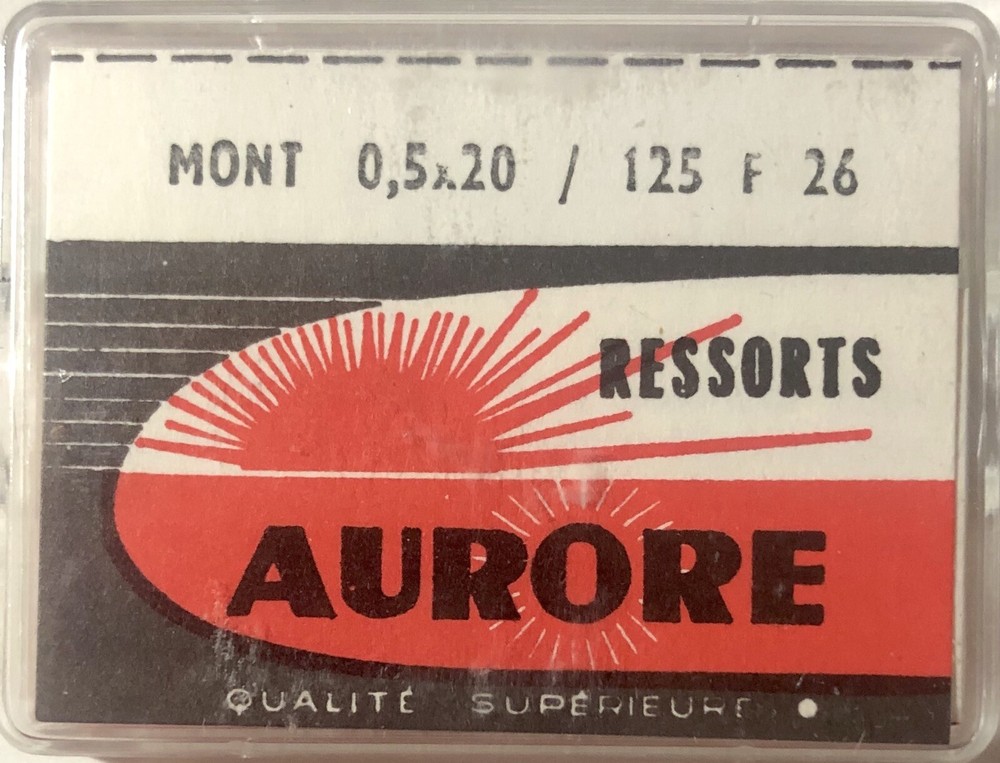 MONT 0,5x20 / 125 F 26
RESSORTS
AURORE
QUALITÉ SUPÉRIEURE